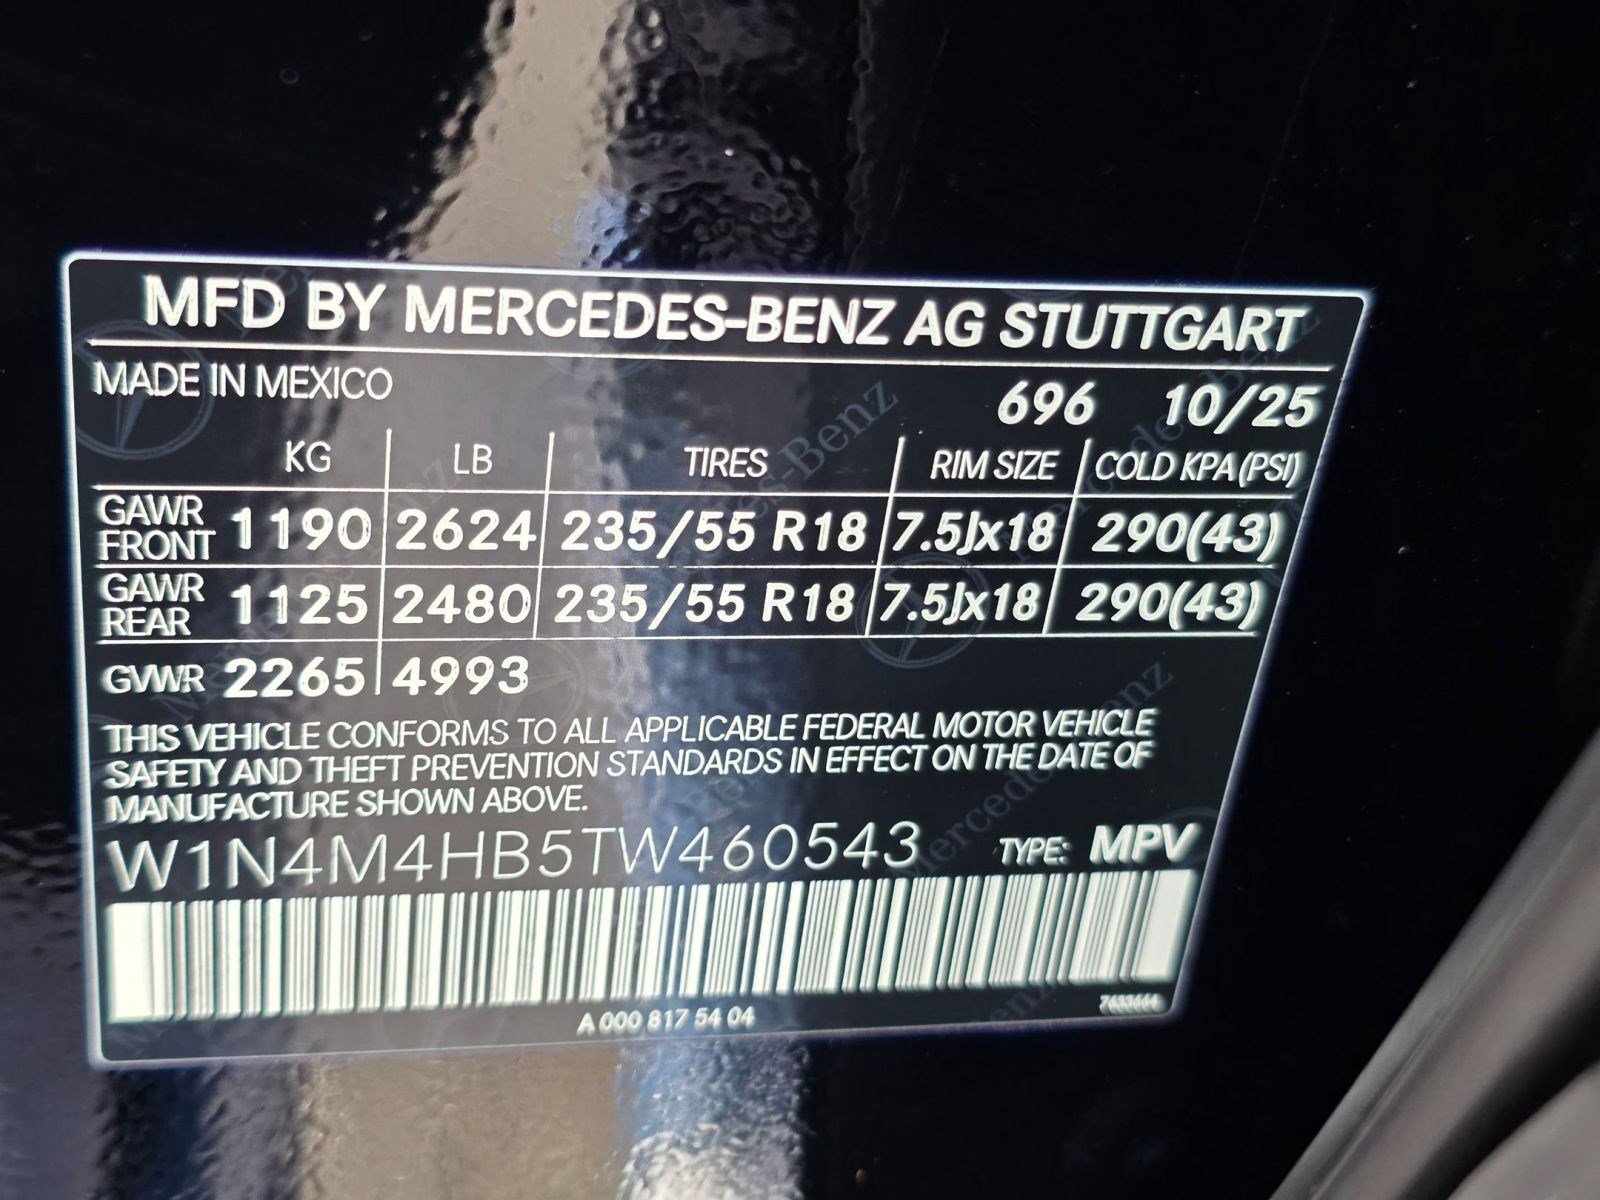 MFD BY MERCEDES-BENZ AG STUTTGART
MADE IN MEXICO 696 10/25
KG LB TIRES RIM SIZE COLD KPA (PSI)
GAWR FRONT 1190 2624 235/55 R18 7.5Jx18 290(43)
GAWR REAR 1125 2480 235/55 R18 7.5Jx18 290(43)
GVWR 2265 4993
THIS VEHICLE CONFORMS TO ALL APPLICABLE FEDERAL MOTOR VEHICLE
SAFETY AND THEFT PREVENTION STANDARDS IN EFFECT ON THE DATE OF
MANUFACTURE SHOWN ABOVE.
W1N4M4HB5TW460543 TYPE: MPV
A 000 817 54 04